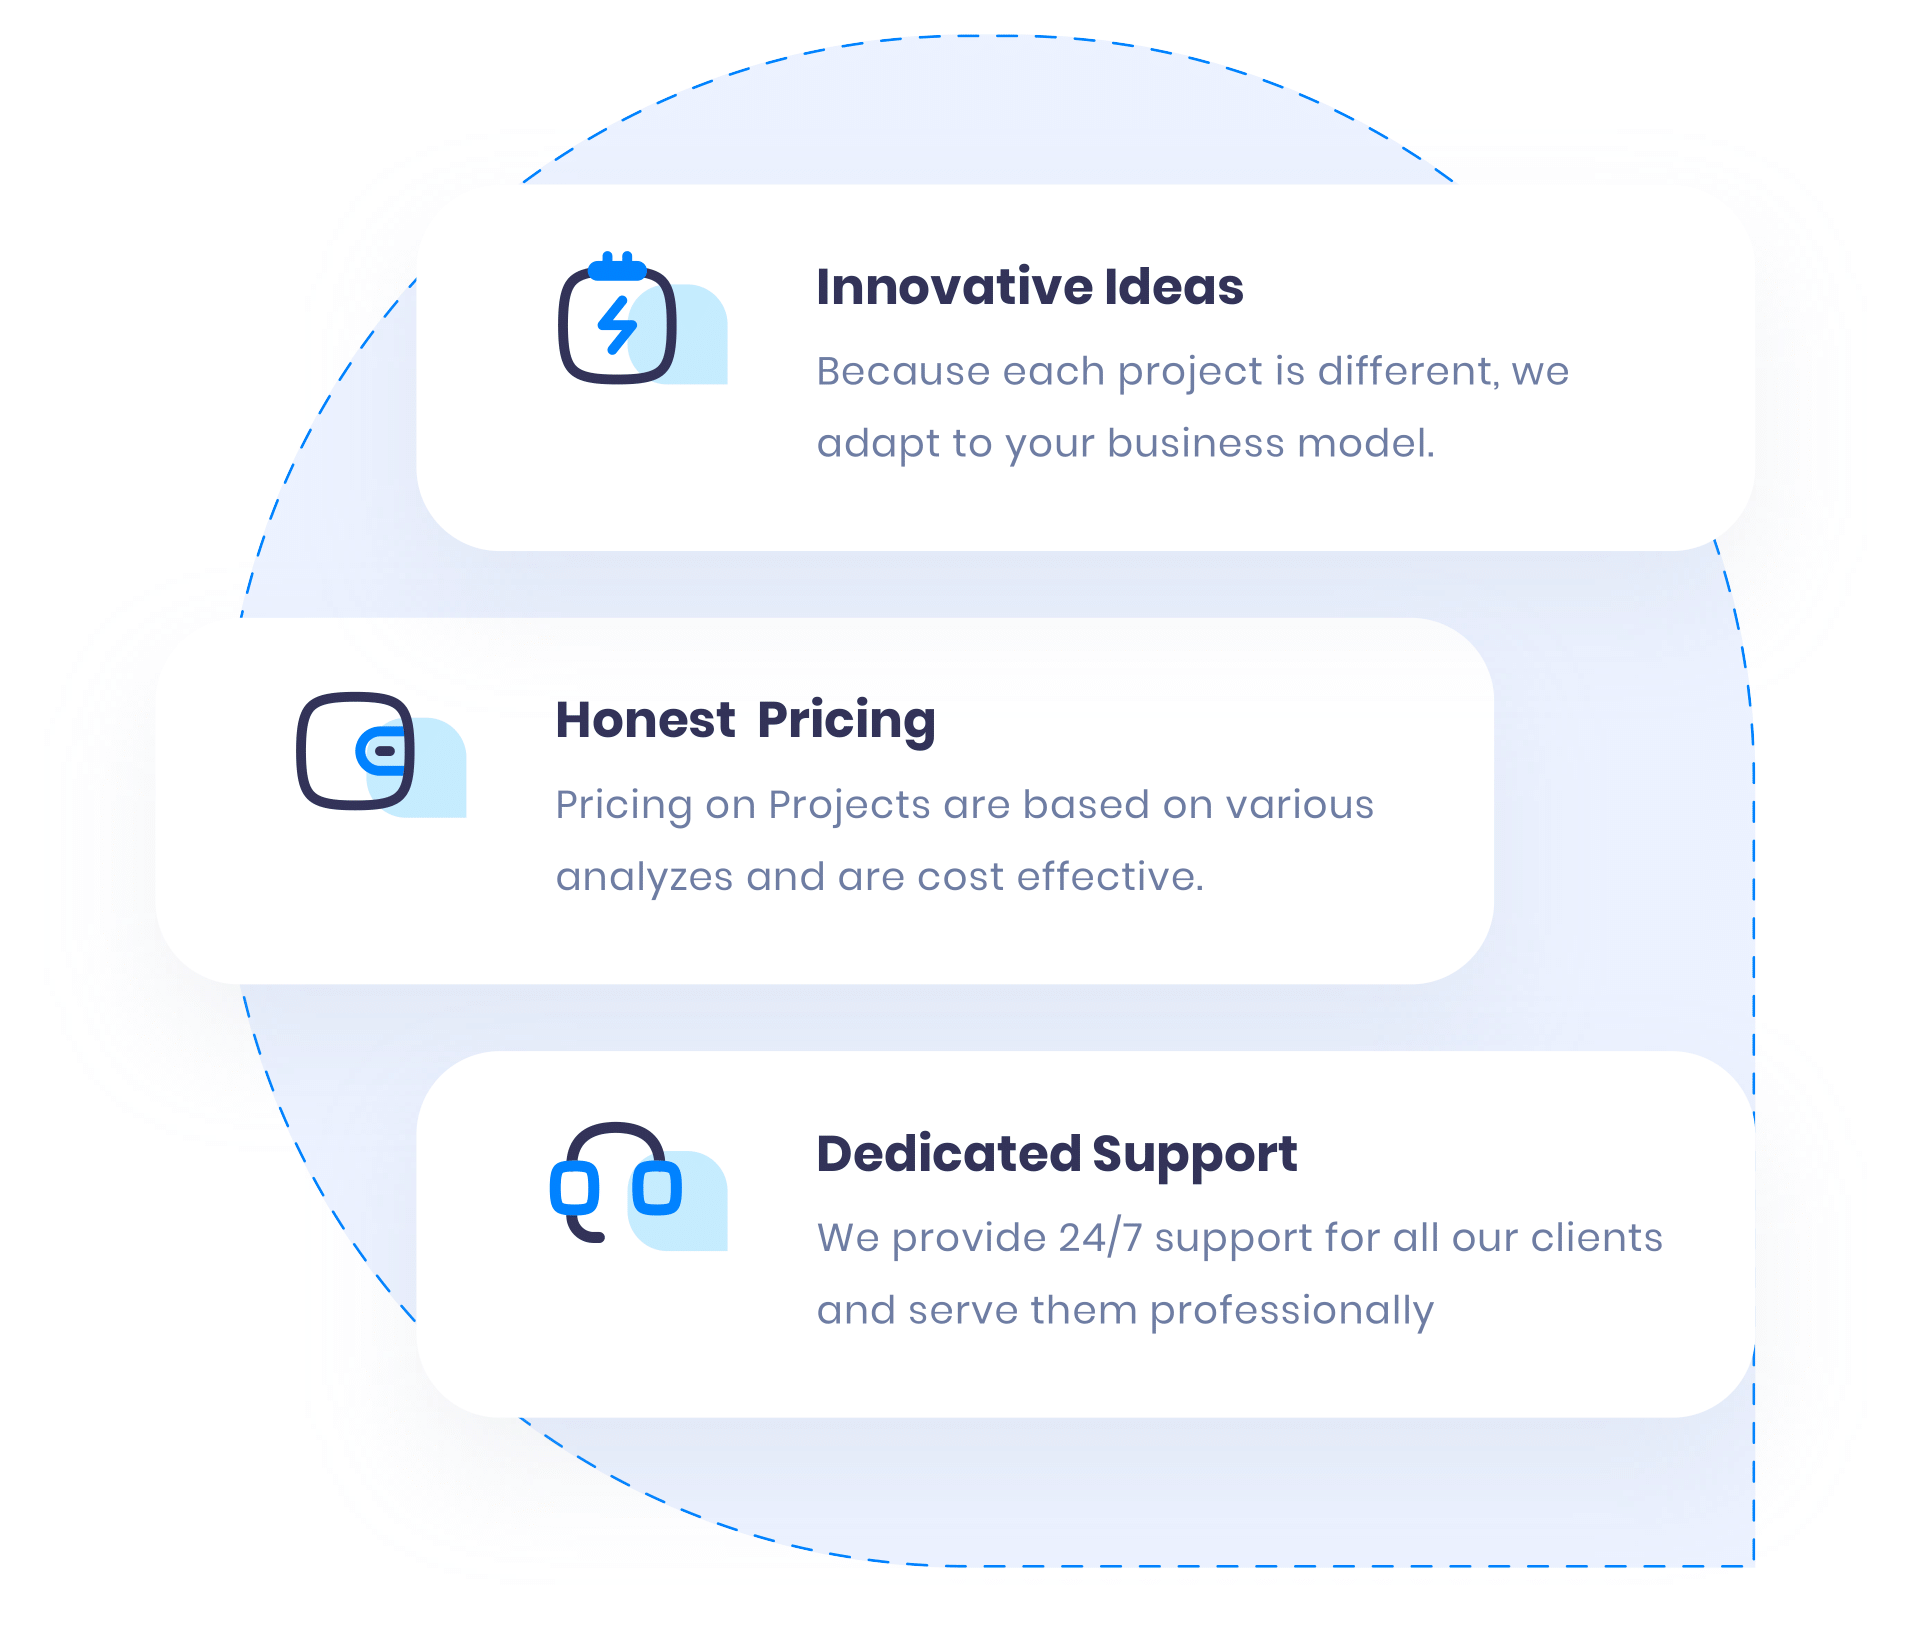 Innovative Ideas
Because each project is different, we
adapt to your business model.
Honest  Pricing
Pricing on Projects are based on various
analyzes and are cost effective.
Dedicated Support
We provide 24/7 support for all our clients
and serve them professionally